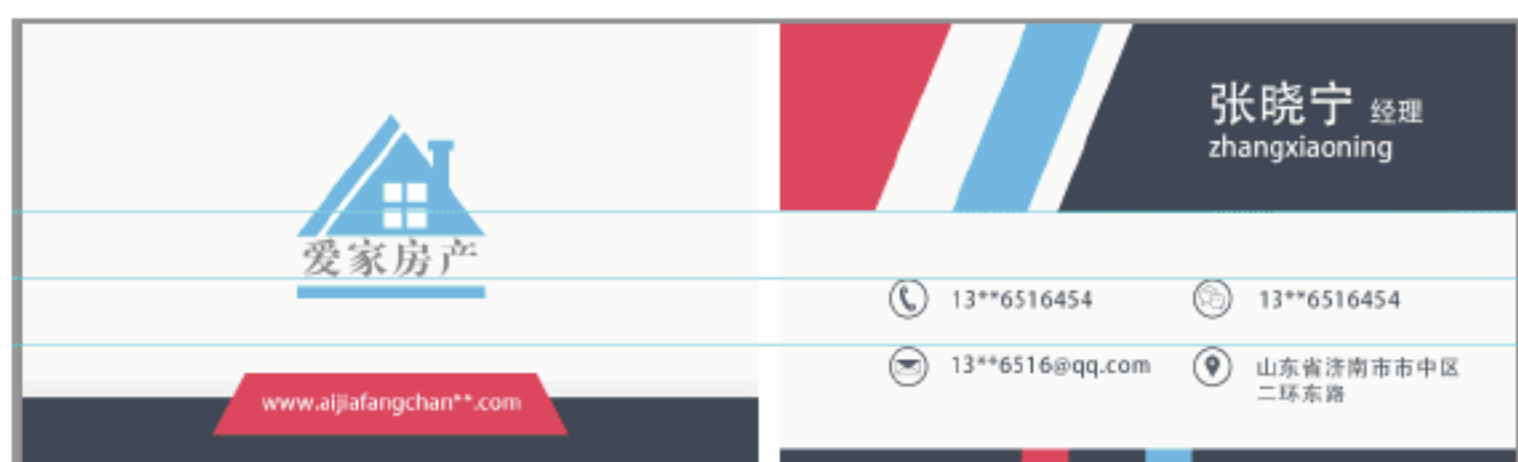 爱家房产
www.aijiafangchan**.com
张晓宁 经理
zhangxiaoning
13**6516454
13**6516454
13**6516@qq.com
山东省济南市市中区
二环东路